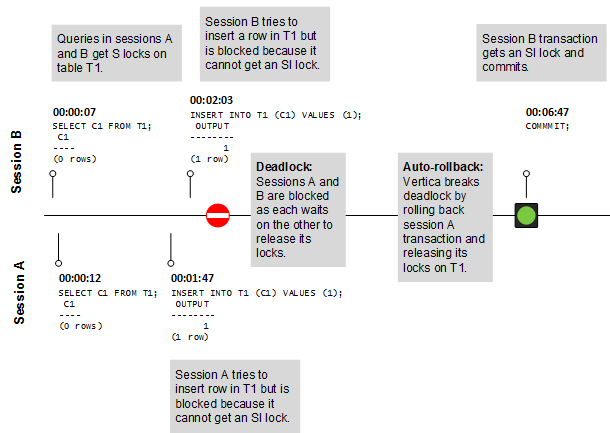 Queries in sessions A
and B get S locks on
table T1.
Session B tries to
insert a row in T1 but
is blocked because it
cannot get an SI lock.
Session B transaction
gets an SI lock and
commits.
Session B
00:00:07
SELECT C1 FROM T1;
C1
----
(0 rows)
00:02:03
INSERT INTO T1 (C1) VALUES (1);
OUTPUT
--------
1
(1 row)
00:06:47
COMMMIT;
Deadlock:
Sessions A and
B are blocked
as each waits
on the other to
release its
locks.
Auto-rollback:
Vertica breaks
deadlock by
rolling back
session A
transaction and
releasing its
locks on T1.
Session A
00:00:12
SELECT C1 FROM T1;
C1
----
(0 rows)
00:01:47
INSERT INTO T1 (C1) VALUES (1);
OUTPUT
--------
1
(1 row)
Session A tries to
insert row in T1 but is
blocked because it
cannot get an SI lock.